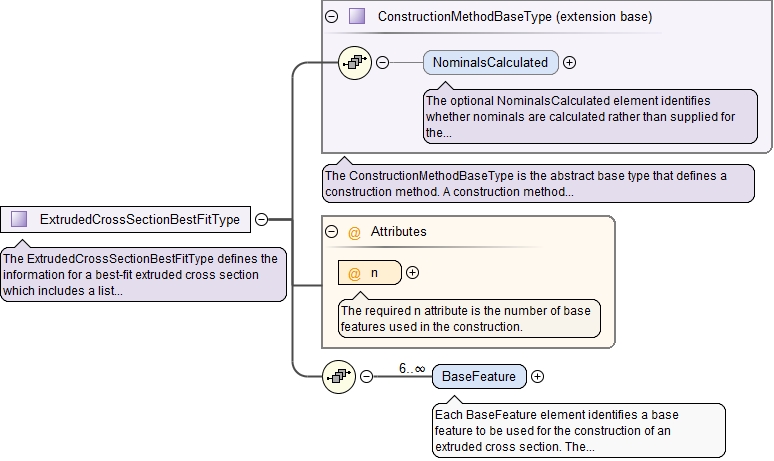 ConstructionMethodBaseType (extension base)
NominalsCalculated
The optional NominalsCalculated element identifies
whether nominals are calculated rather than supplied for
the...
The ConstructionMethodBaseType is the abstract base type that defines a
construction method. A construction method...
ExtrudedCrossSectionBestFitType
The ExtrudedCrossSectionBestFitType defines the
information for a best-fit extruded cross section
which includes a list...
@ Attributes
@ n
The required n attribute is the number of base
features used in the construction.
6..∞
BaseFeature
Each BaseFeature element identifies a base
feature to be used for the construction of an
extruded cross section. The...